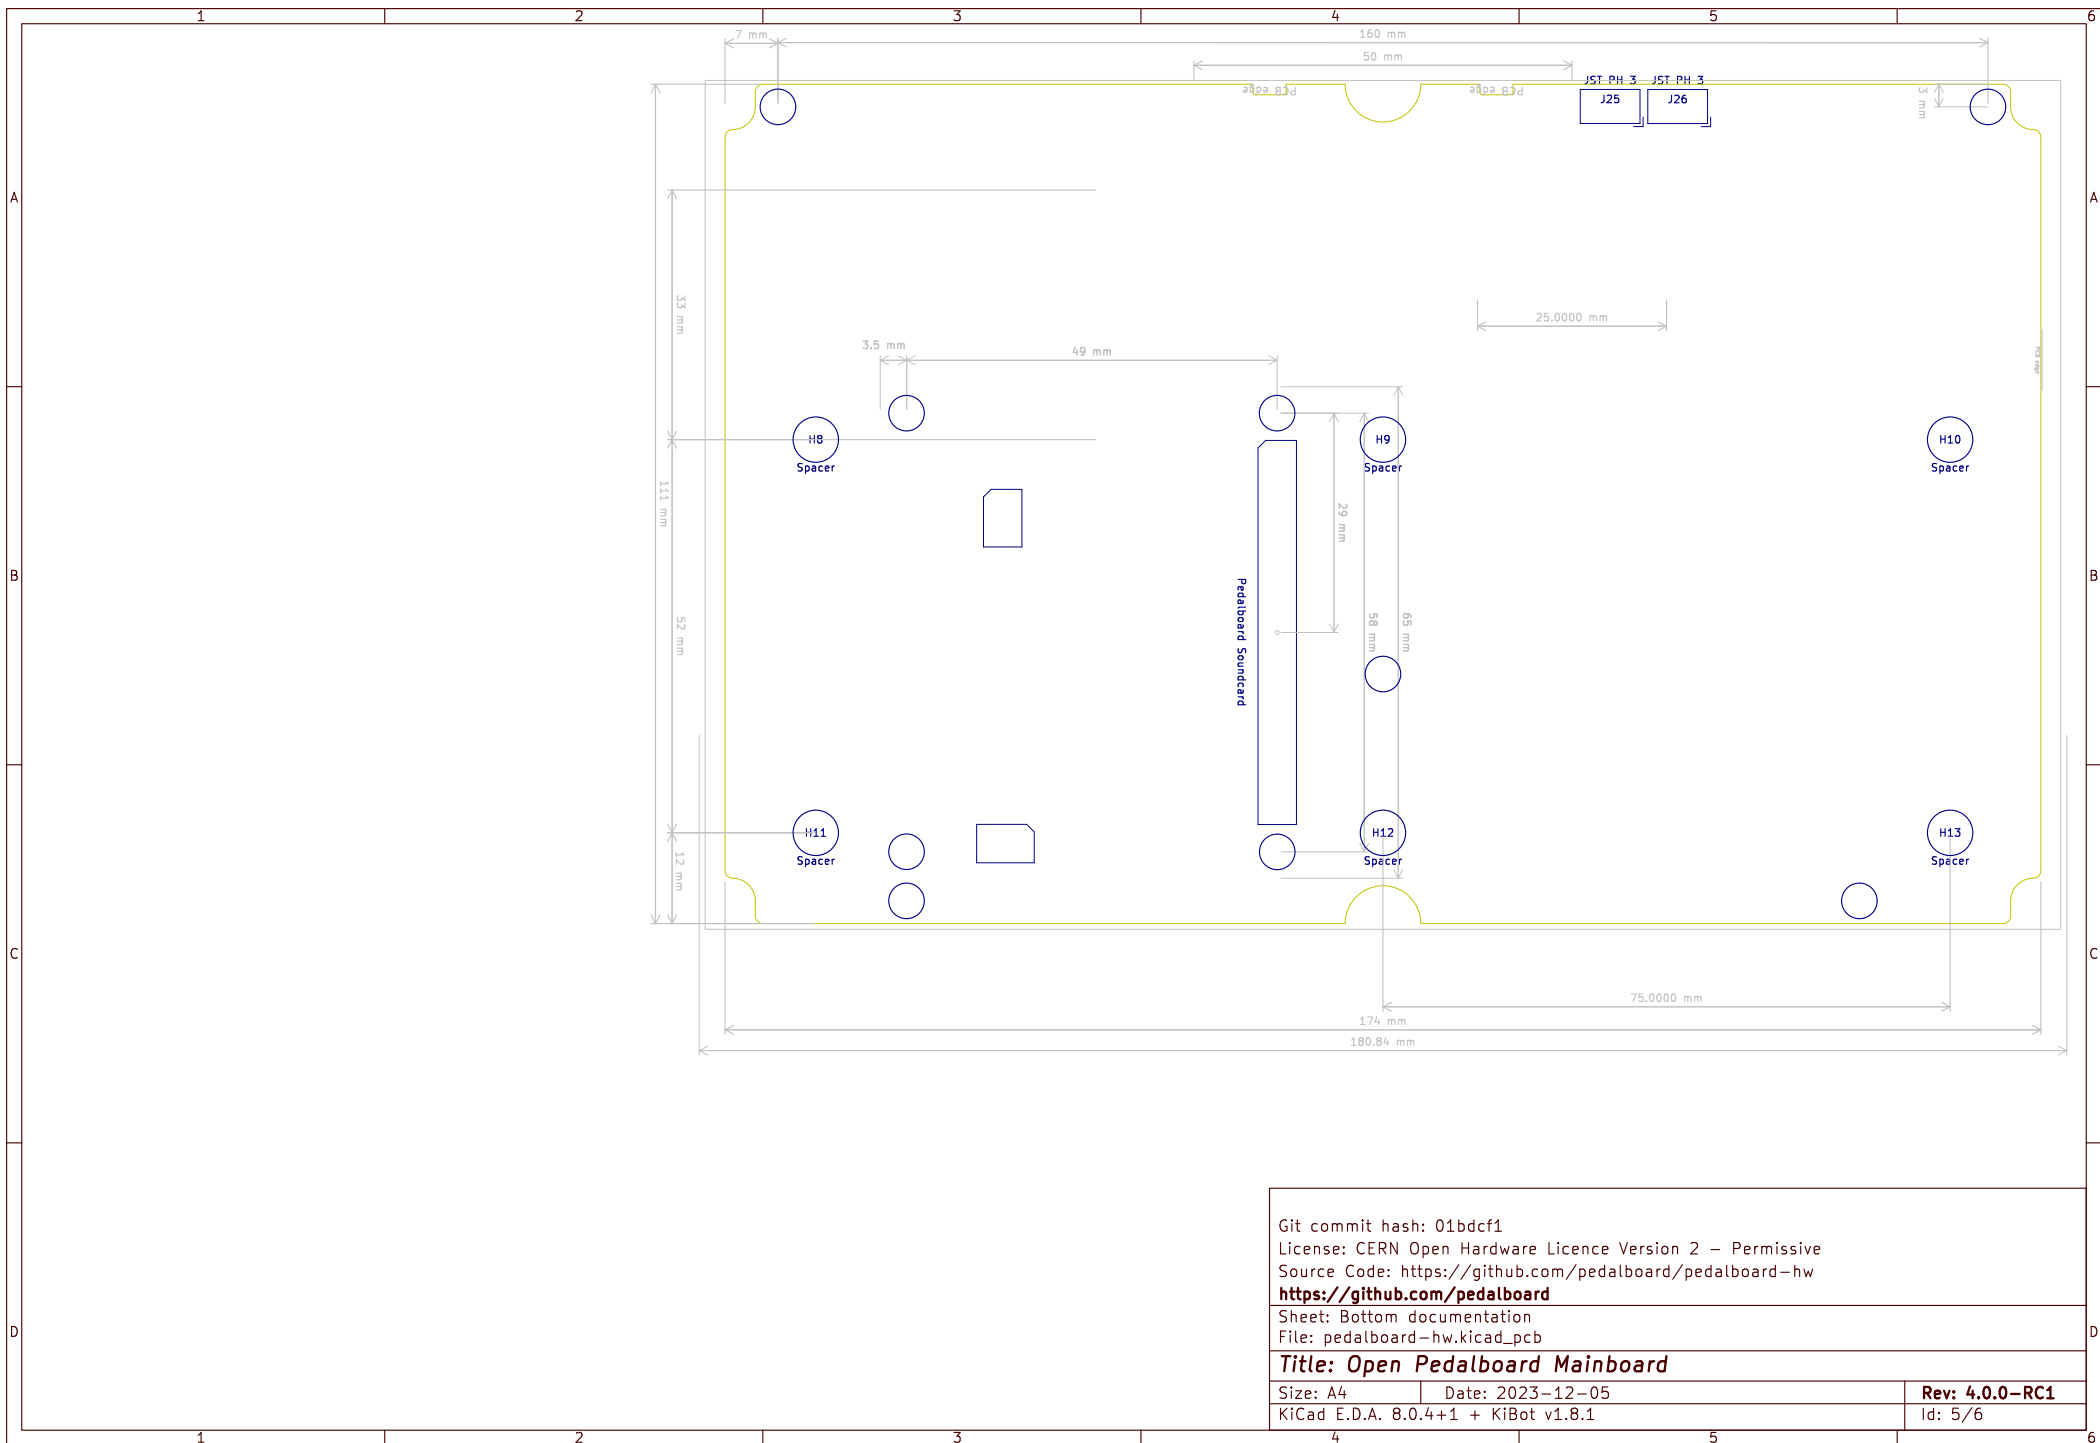 1 2 3 4 5 6
7 mm
160 mm
50 mm
JST PH 3 JST PH 3
PCB edge PCB edge
J25 J26
3 mm
A A
33 mm
25.0000 mm
3.5 mm
49 mm
PCB edge
H8 H9 H10
Spacer Spacer Spacer
111 mm
29 mm
B B
Pedalboard Soundcard
52 mm
58 mm
65 mm
H11 H12 H13
Spacer Spacer Spacer
12 mm
C C
75.0000 mm
174 mm
180.84 mm
Git commit hash: 01bdcf1
License: CERN Open Hardware Licence Version 2 - Permissive
Source Code: https://github.com/pedalboard/pedalboard-hw
https://github.com/pedalboard
Sheet: Bottom documentation
File: pedalboard-hw.kicad_pcb
D D
Title: Open Pedalboard Mainboard
Size: A4 Date: 2023-12-05 Rev: 4.0.0-RC1
KiCad E.D.A. 8.0.4+1 + KiBot v1.8.1 Id: 5/6
1 2 3 4 5 6